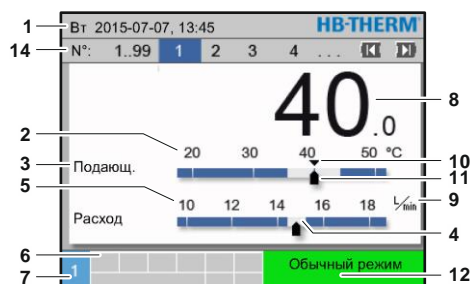 1 Вт 2015-07-07, 13:45 HB-THERM
14 N°: 1..99 1 2 3 4 ...
40.0 8
2 20 30 40 50 °C 10
3 Подающ. 11
5 10 12 14 16 18 L/min 9
Расход 4
6
7 1 Обычный режим 12